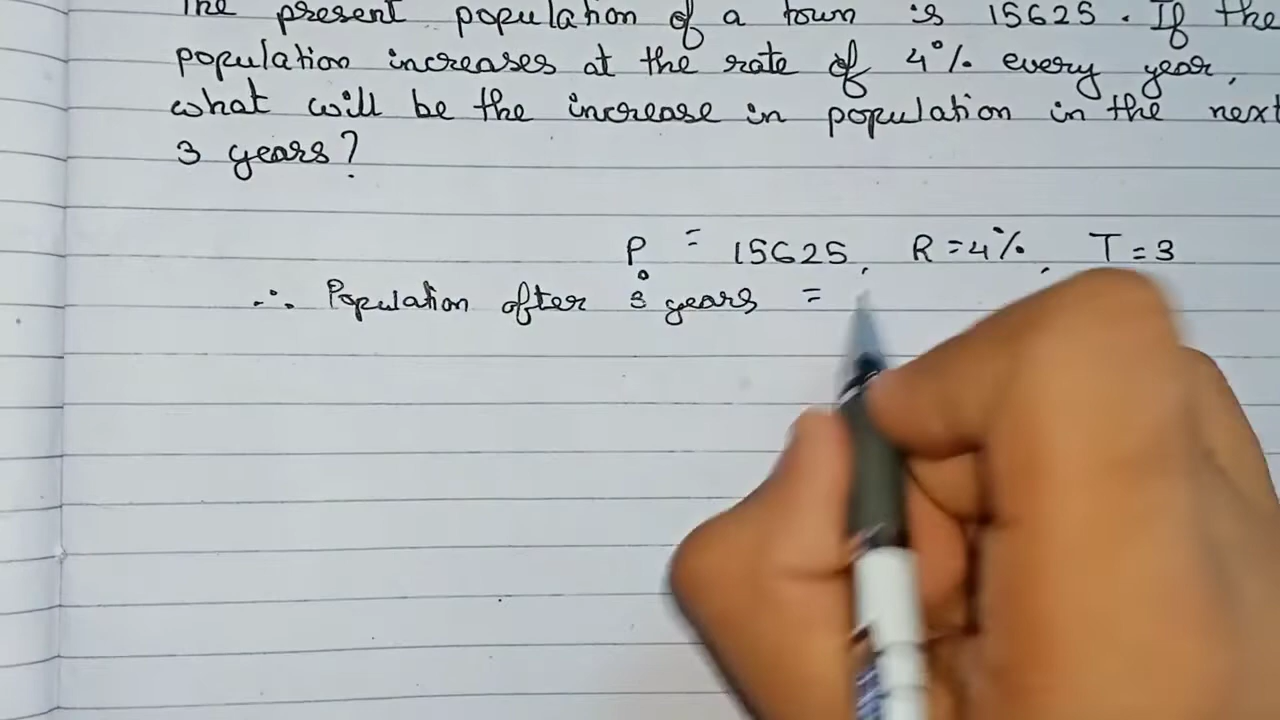 The present population of a town is 15625. If the
population increases at the rate of 4% every year,
what will be the increase in population in the next
3 years?
P₀ = 15625, R = 4%, T = 3
∴ Population after 3 years =